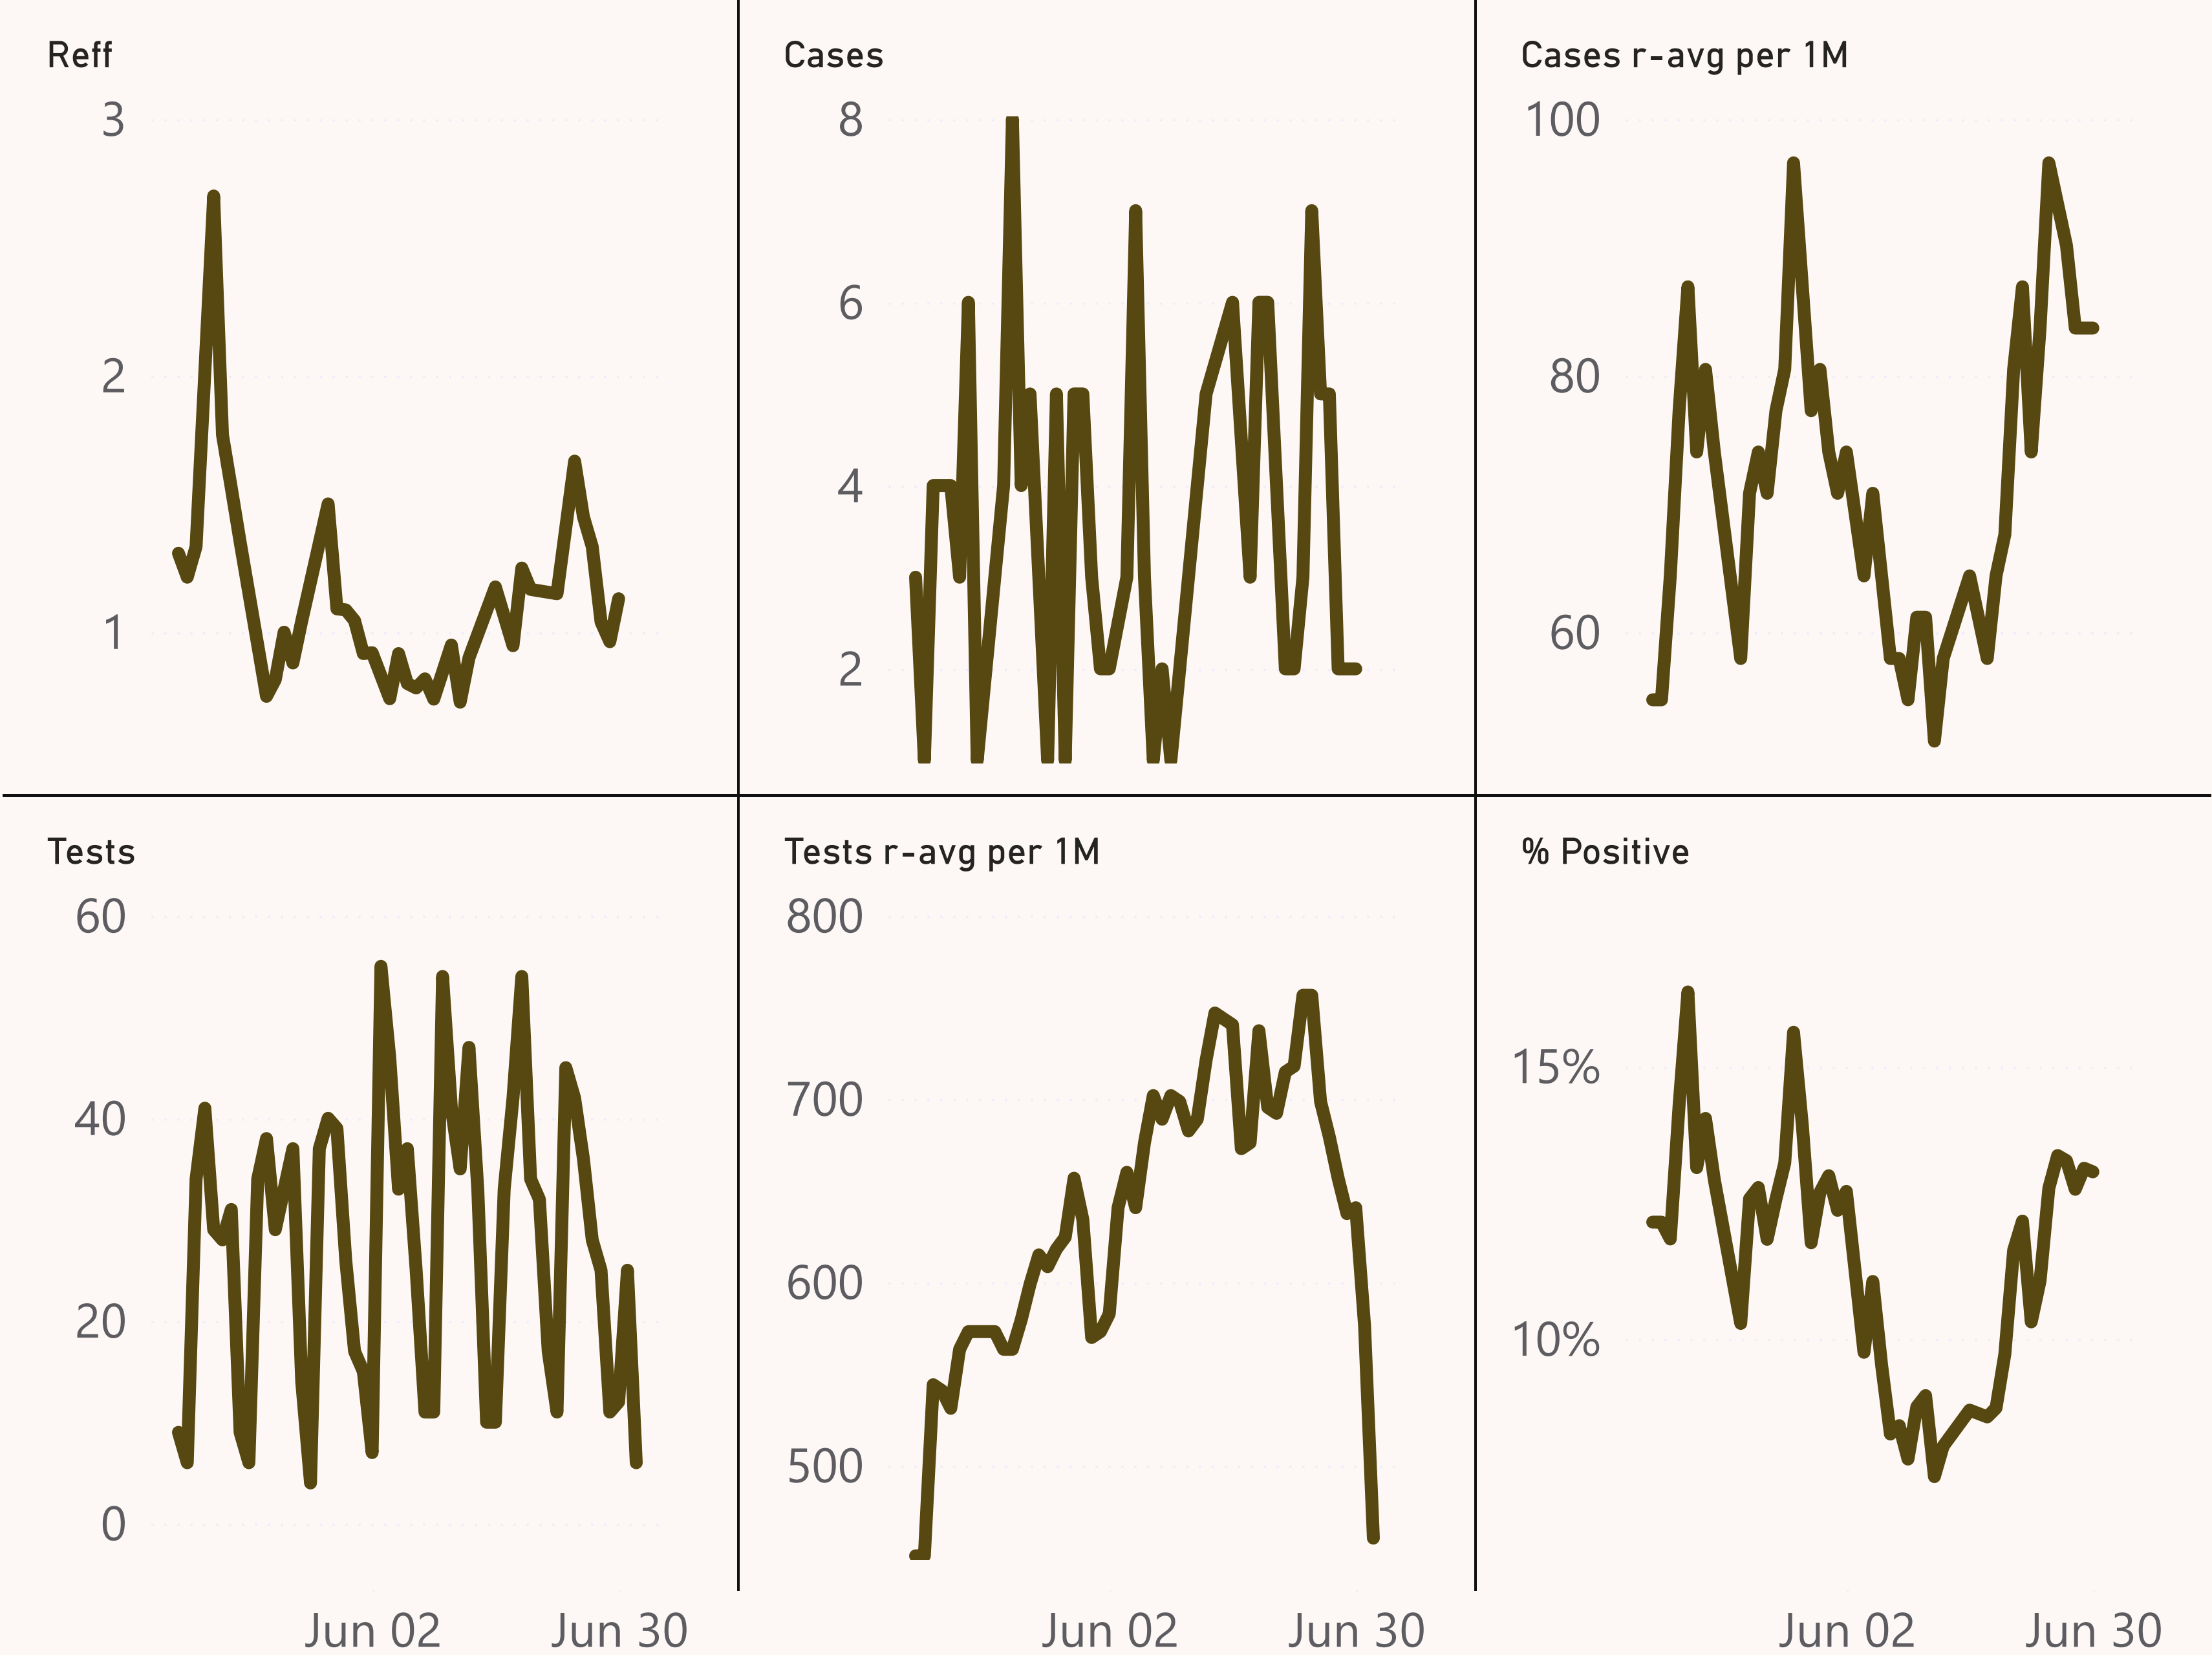 Reff
3
2
1
Cases
8
6
4
2
Cases r-avg per 1M
100
80
60
Tests
60
40
20
0
Jun 02 Jun 30
Tests r-avg per 1M
800
700
600
500
Jun 02 Jun 30
% Positive
15%
10%
Jun 02 Jun 30